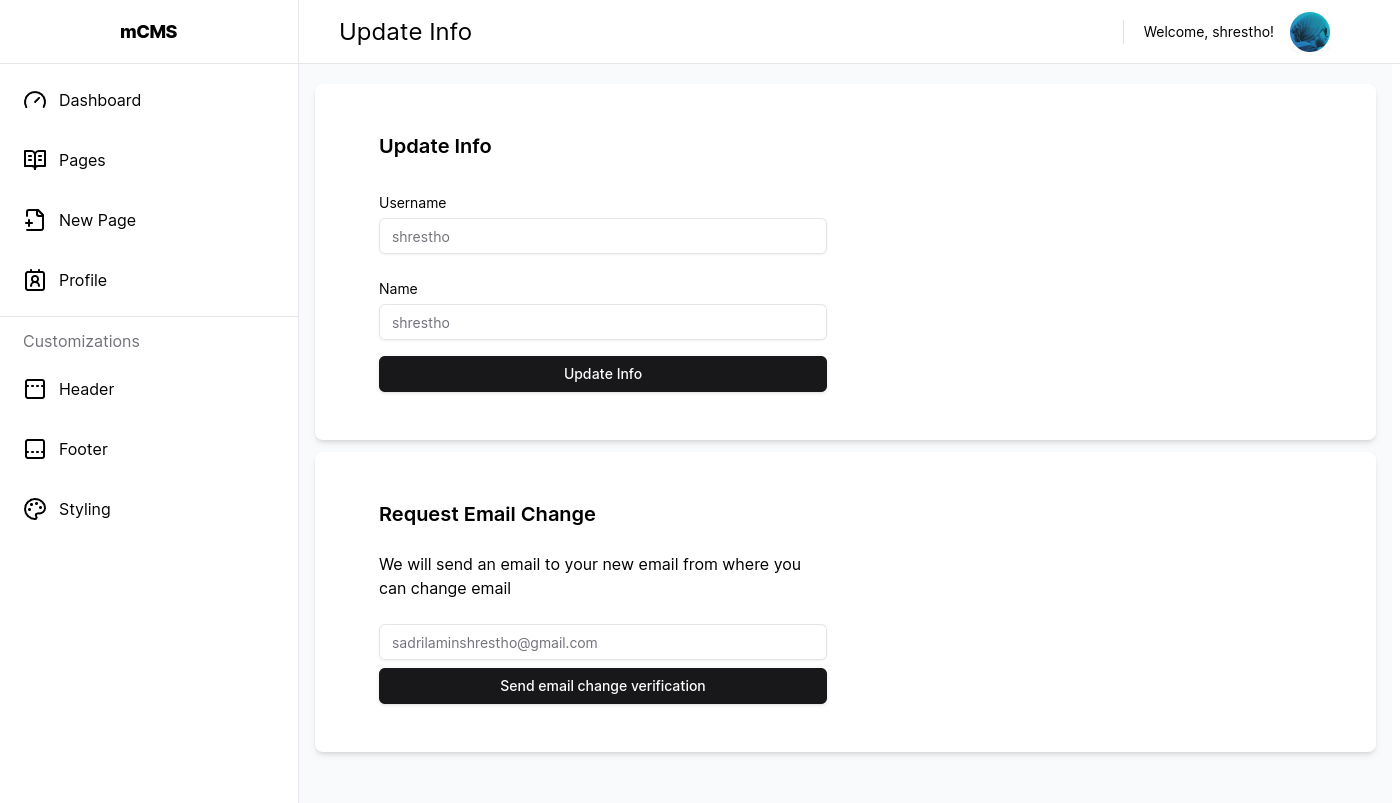 mCMS
Dashboard
Pages
New Page
Profile
Customizations
Header
Footer
Styling
Update Info
Welcome, shrestho!
Update Info
Username
shrestho
Name
shrestho
Update Info
Request Email Change
We will send an email to your new email from where you
can change email
sadrilaminshrestho@gmail.com
Send email change verification